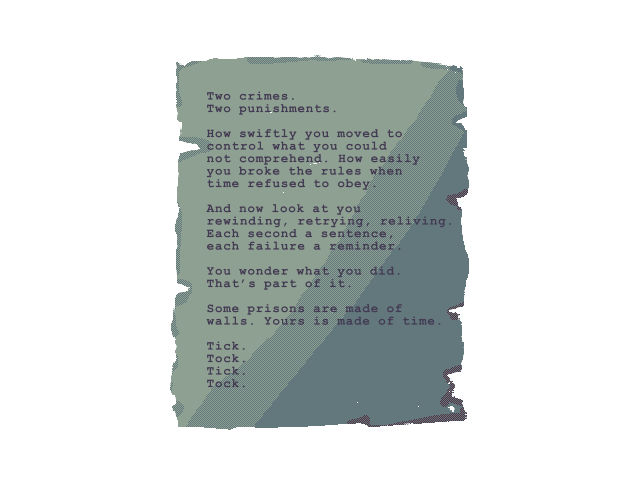 Two crimes.
Two punishments.
How swiftly you moved to
control what you could
not comprehend. How easily
you broke the rules when
time refused to obey.
And now look at you
rewinding, retrying, reliving.
Each second a sentence,
each failure a reminder.
You wonder what you did.
That's part of it.
Some prisons are made of
walls. Yours is made of time.
Tick.
Tock.
Tick.
Tock.